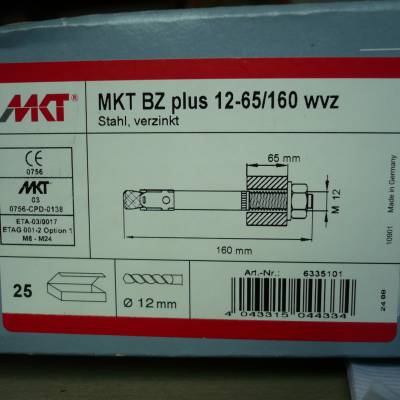 MKT®
MKT BZ plus 12-65/160 wvz
Stahl, verzinkt
CE
0756
MKT
03
0756-CPD-0138
ETA-03/0017
ETAG 001-2 Option 1
M8 - M24
65 mm
M 12
160 mm
Made in Germany
10901
25
Ø 12 mm
Art.-Nr.: 6335101
4 043315 044334